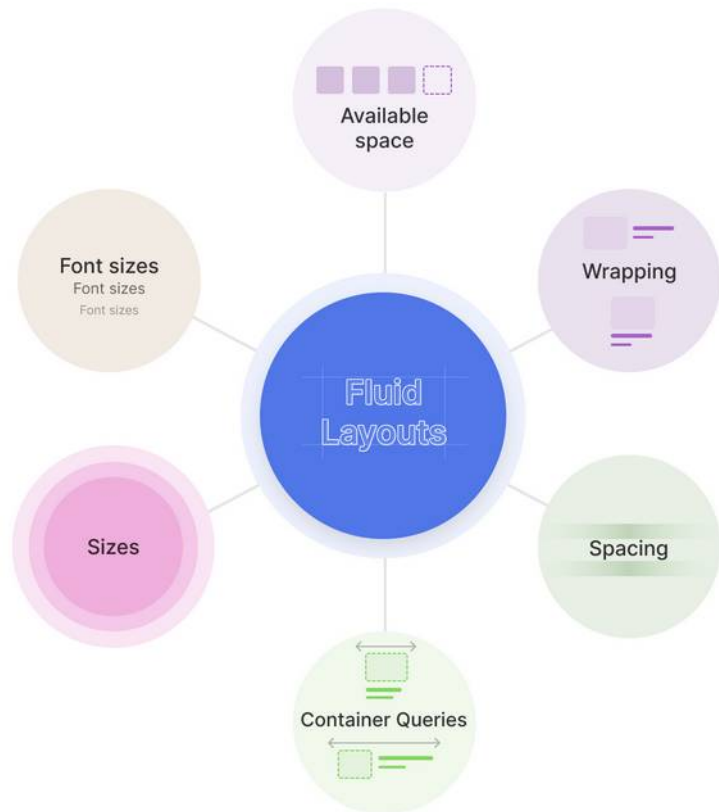 Available
space
Font sizes
Font sizes
Font sizes
Wrapping
Fluid
Layouts
Sizes
Spacing
Container Queries